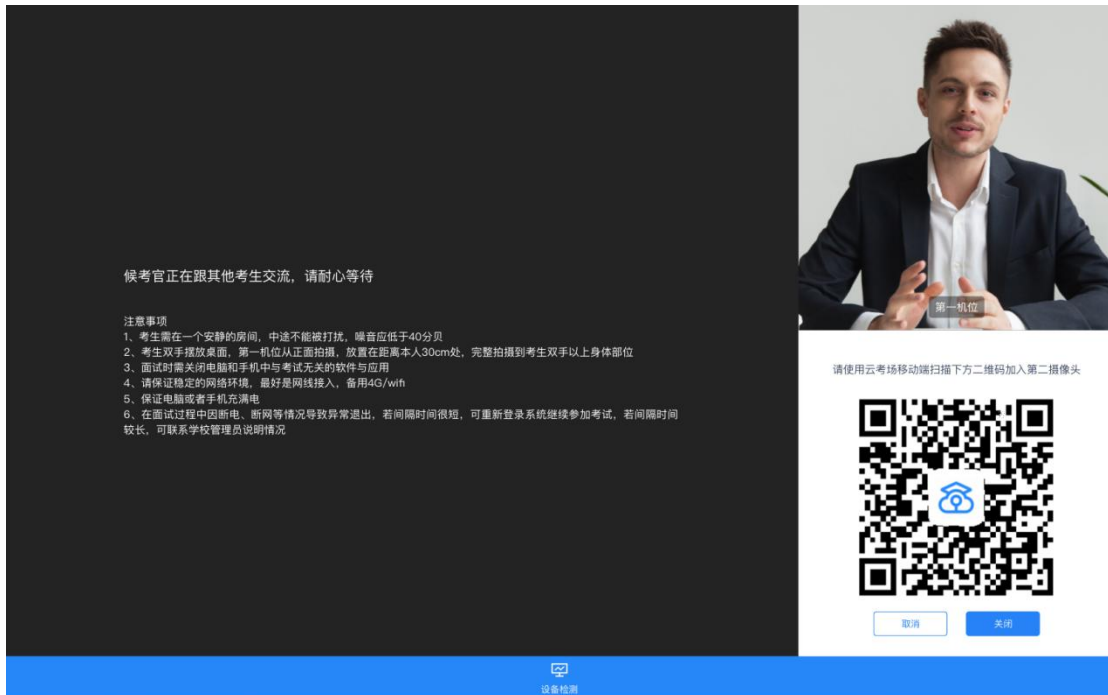 候考官正在跟其他考生交流，请耐心等待
注意事项
1、考生需在一个安静的房间，中途不能被打扰，噪音应低于40分贝
2、考生双手摆放桌面，第一机位从正面拍摄，放置在距离本人30cm处，完整拍摄到考生双手以上身体部位
3、面试时需关闭电脑和手机中与考试无关的软件与应用
4、请保证稳定的网络环境，最好是网线接入，备用4G/wifi
5、保证电脑或者手机充满电
6、在面试过程中因断电、断网等情况导致异常退出，若间隔时间很短，可重新登录系统继续参加考试，若间隔时间
较长，可联系学校管理员说明情况
第一机位
请使用云考场移动端扫描下方二维码加入第二摄像头
取消
关闭
设备检测